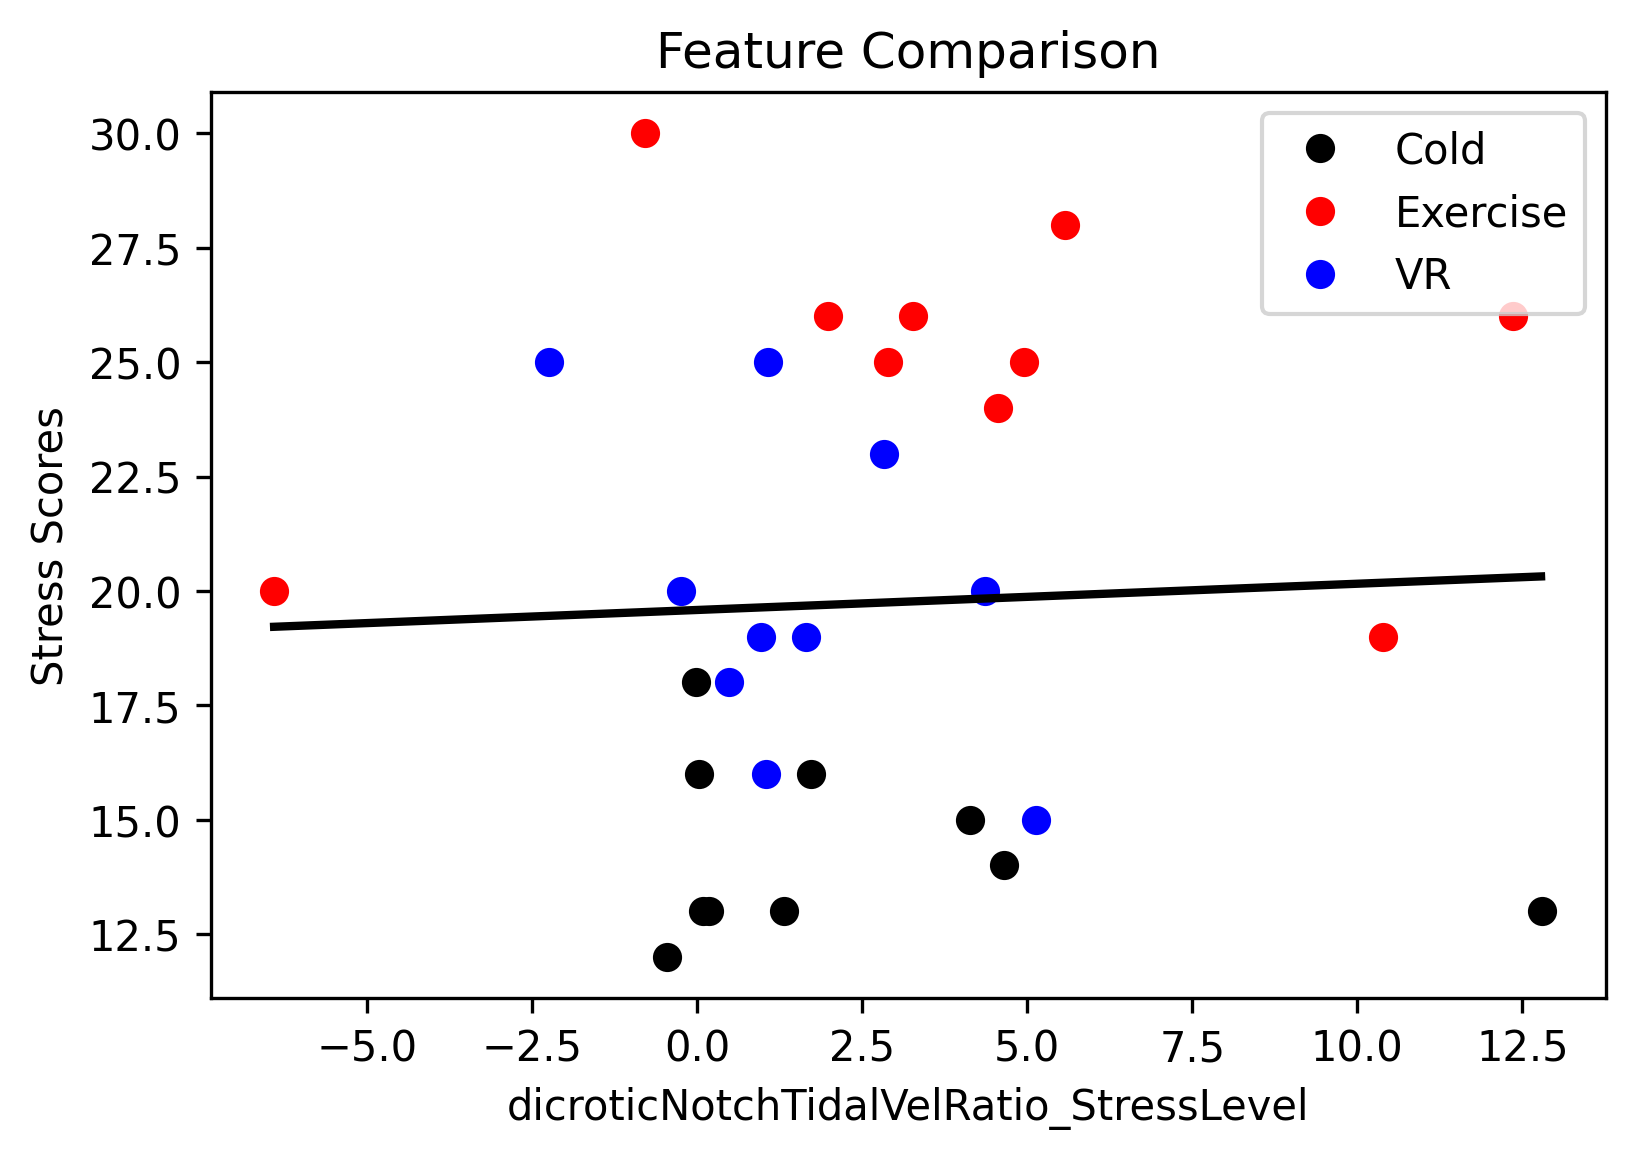 Feature Comparison
30.0
27.5
25.0
22.5
20.0
17.5
15.0
12.5
Stress Scores
Cold
Exercise
VR
−5.0 −2.5 0.0 2.5 5.0 7.5 10.0 12.5
dicroticNotchTidalVelRatio_StressLevel